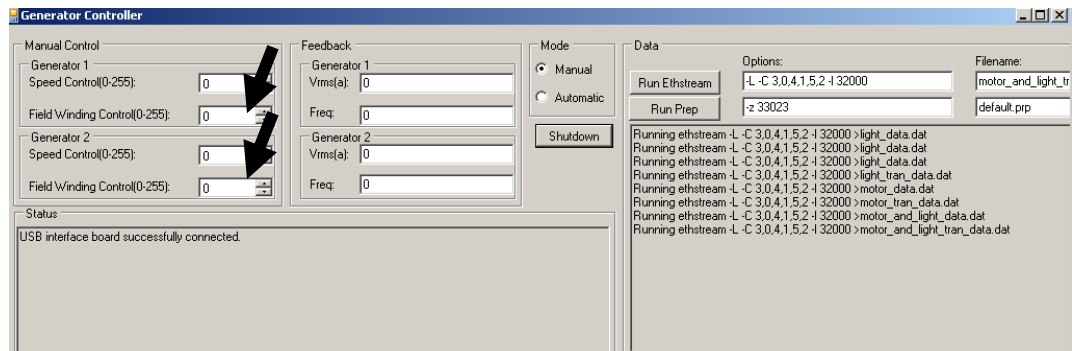 Generator Controller
Manual Control
Generator 1
Speed Control(0-255):
0
Field Winding Control(0-255):
0
Generator 2
Speed Control(0-255):
0
Field Winding Control(0-255):
0
Feedback
Generator 1
Vrms(a):
0
Freq:
0
Generator 2
Vrms(a):
0
Freq:
0
Mode
Manual
Automatic
Shutdown
Data
Options:
Filename:
Run Ethstream
-L -C 3,0,4,1,5,2 -I 32000
motor_and_light_tr
Run Prep
-z 33023
default.prp
Running ethstream -L -C 3,0,4,1,5,2 -I 32000 >light_data.dat
Running ethstream -L -C 3,0,4,1,5,2 -I 32000 >light_data.dat
Running ethstream -L -C 3,0,4,1,5,2 -I 32000 >light_data.dat
Running ethstream -L -C 3,0,4,1,5,2 -I 32000 >light_tran_data.dat
Running ethstream -L -C 3,0,4,1,5,2 -I 32000 >motor_data.dat
Running ethstream -L -C 3,0,4,1,5,2 -I 32000 >motor_tran_data.dat
Running ethstream -L -C 3,0,4,1,5,2 -I 32000 >motor_and_light_data.dat
Running ethstream -L -C 3,0,4,1,5,2 -I 32000 >motor_and_light_tran_data.dat
Status
USB interface board successfully connected.